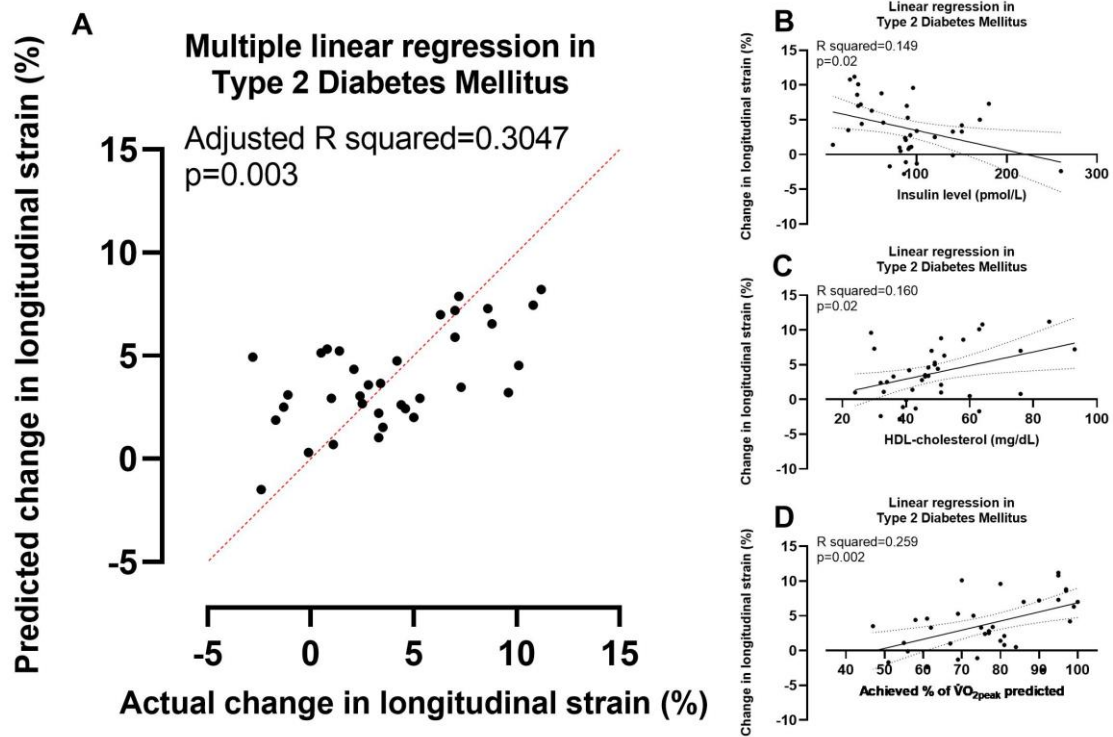 A
Multiple linear regression in
Type 2 Diabetes Mellitus
Adjusted R squared=0.3047
p=0.003
Predicted change in longitudinal strain (%)
15
10
5
0
-5
-5 0 5 10 15
Actual change in longitudinal strain (%)
B
Linear regression in
Type 2 Diabetes Mellitus
R squared=0.149
p=0.02
Change in longitudinal strain (%)
15
10
5
0
-5
-10
100 200 300
Insulin level (pmol/L)
C
Linear regression in
Type 2 Diabetes Mellitus
R squared=0.160
p=0.02
Change in longitudinal strain (%)
15
10
5
0
-5
-10
20 40 60 80 100
HDL-cholesterol (mg/dL)
D
Linear regression in
Type 2 Diabetes Mellitus
R squared=0.259
p=0.002
Change in longitudinal strain (%)
15
10
5
0
-5
-10
40 50 60 70 80 90 100
Achieved % of V̇O2peak predicted